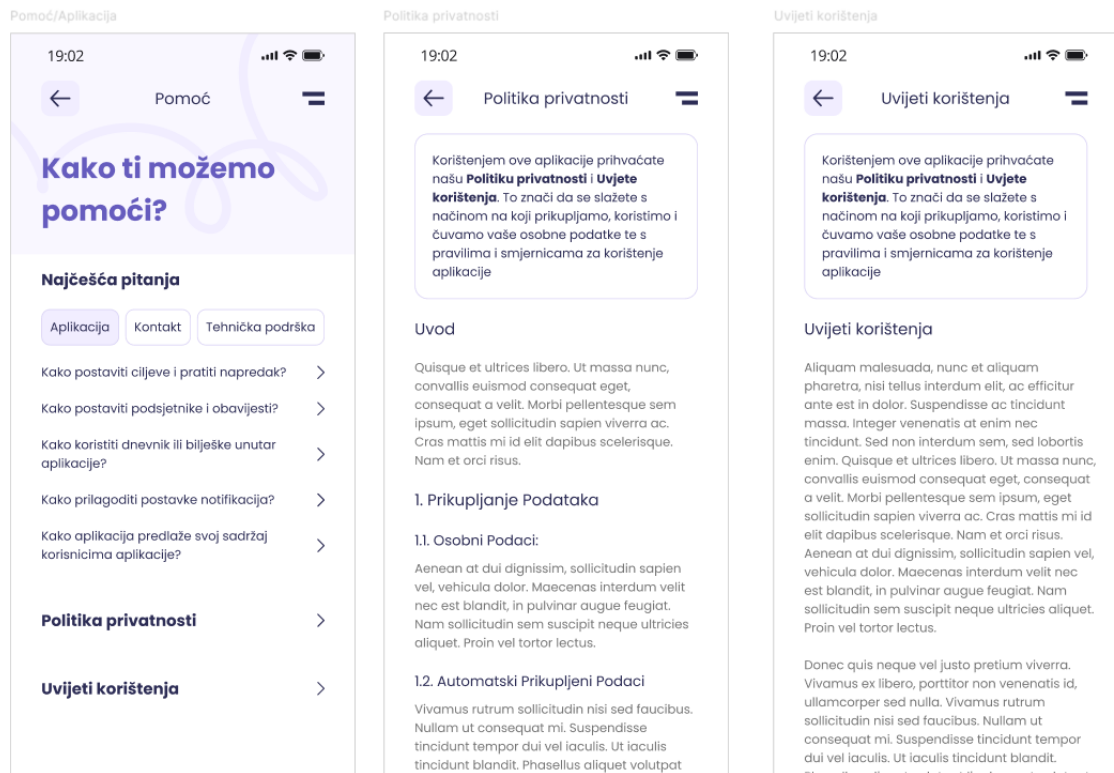 Pomoć/Aplikacija
19:02
Pomoć
Kako ti možemo
pomoći?
Najčešća pitanja
Aplikacija
Kontakt
Tehnička podrška
Kako postaviti ciljeve i pratiti napredak?
Kako postaviti podsjetnike i obavijesti?
Kako koristiti dnevnik ili bilješke unutar
aplikacije?
Kako prilagoditi postavke notifikacija?
Kako aplikacija predlaže svoj sadržaj
korisnicima aplikacije?
Politika privatnosti
Uvijeti korištenja
Politika privatnosti
19:02
Politika privatnosti
Korištenjem ove aplikacije prihvaćate
našu Politiku privatnosti i Uvjete
korištenja. To znači da se slažete s
načinom na koji prikupljamo, koristimo i
čuvamo vaše osobne podatke te s
pravilima i smjernicama za korištenje
aplikacije
Uvod
Quisque et ultrices libero. Ut massa nunc,
convallis euismod consequat eget,
consequat a velit. Morbi pellentesque sem
ipsum, eget sollicitudin sapien viverra ac.
Cras mattis mi id elit dapibus scelerisque.
Nam et orci risus.
1. Prikupljanje Podataka
1.1. Osobni Podaci:
Aenean at dui dignissim, sollicitudin sapien
vel, vehicula dolor. Maecenas interdum velit
nec est blandit, in pulvinar augue feugiat.
Nam sollicitudin sem suscipit neque ultricies
aliquet. Proin vel tortor lectus.
1.2. Automatski Prikupljeni Podaci
Vivamus rutrum sollicitudin nisi sed faucibus.
Nullam ut consequat mi. Suspendisse
tincidunt tempor dui vel iaculis. Ut iaculis
tincidunt blandit. Phasellus aliquet volutpat
Uvijeti korištenja
19:02
Uvijeti korištenja
Korištenjem ove aplikacije prihvaćate
našu Politiku privatnosti i Uvjete
korištenja. To znači da se slažete s
načinom na koji prikupljamo, koristimo i
čuvamo vaše osobne podatke te s
pravilima i smjernicama za korištenje
aplikacije
Uvijeti korištenja
Aliquam malesuada, nunc et aliquam
pharetra, nisi tellus interdum elit, ac efficitur
ante est in dolor. Suspendisse ac tincidunt
massa. Integer venenatis at enim nec
tincidunt. Sed non interdum sem, sed lobortis
enim. Quisque et ultrices libero. Ut massa nunc,
convallis euismod consequat eget, consequat
a velit. Morbi pellentesque sem ipsum, eget
sollicitudin sapien viverra ac. Cras mattis mi id
elit dapibus scelerisque. Nam et orci risus.
Aenean at dui dignissim, sollicitudin sapien vel,
vehicula dolor. Maecenas interdum velit nec
est blandit, in pulvinar augue feugiat. Nam
sollicitudin sem suscipit neque ultricies aliquet.
Proin vel tortor lectus.
Donec quis neque vel justo pretium viverra.
Vivamus ex libero, porttitor non venenatis id,
ullamcorper sed nulla. Vivamus rutrum
sollicitudin nisi sed faucibus. Nullam ut
consequat mi. Suspendisse tincidunt tempor
dui vel iaculis. Ut iaculis tincidunt blandit.